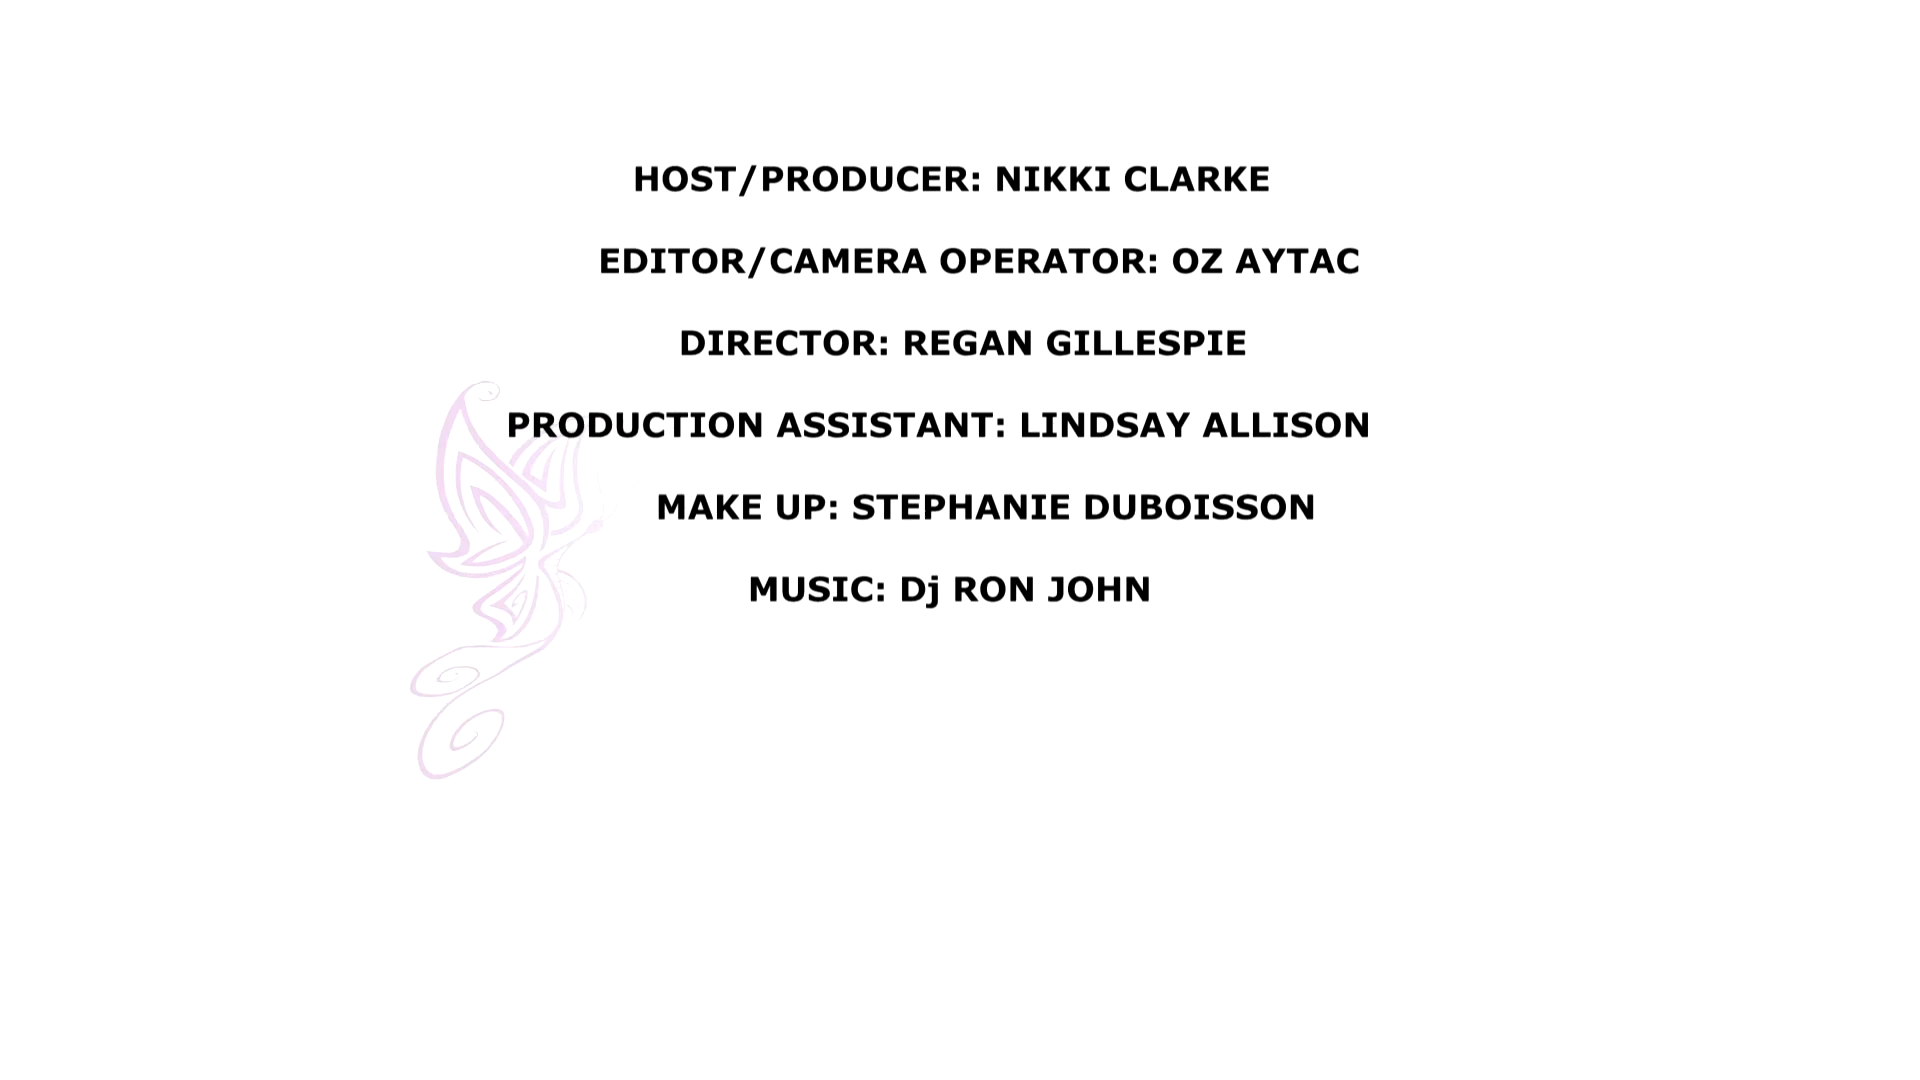 HOST/PRODUCER: NIKKI CLARKE
EDITOR/CAMERA OPERATOR: OZ AYTAC
DIRECTOR: REGAN GILLESPIE
PRODUCTION ASSISTANT: LINDSAY ALLISON
MAKE UP: STEPHANIE DUBOISSON
MUSIC: Dj RON JOHN